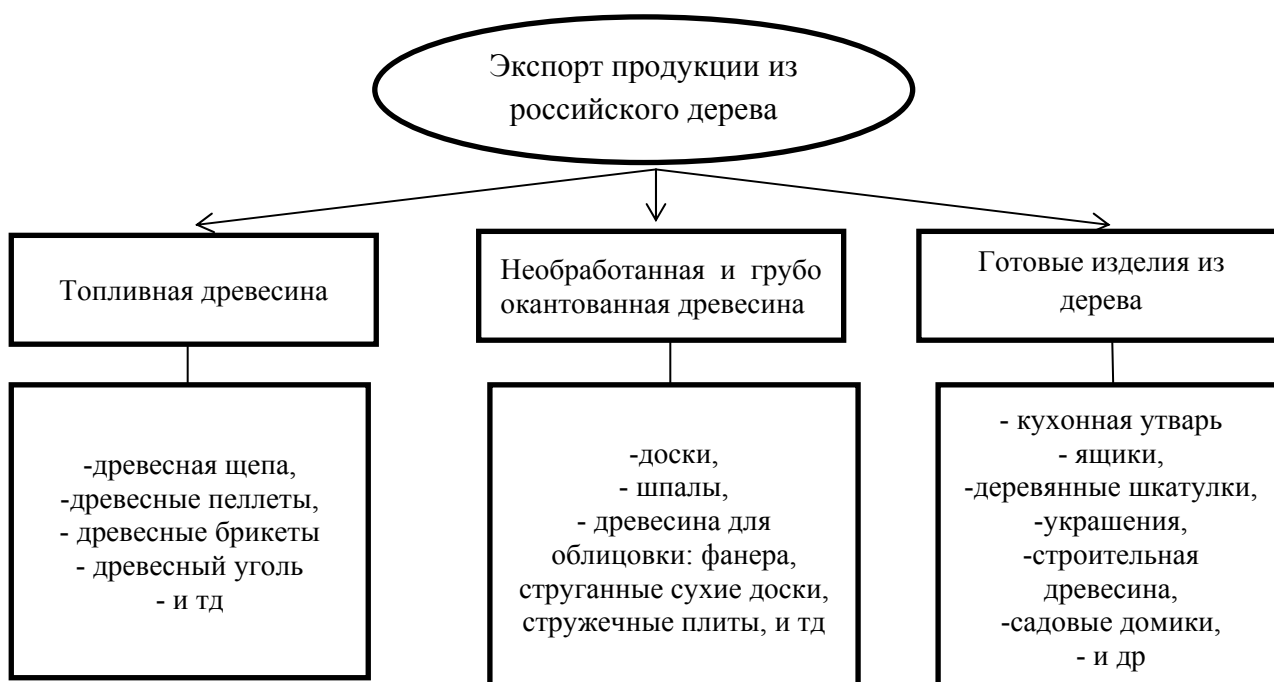 Экспорт продукции из
российского дерева
Топливная древесина
Необработанная и грубо
окантованная древесина
Готовые изделия из
дерева
-древесная щепа,
-древесные пеллеты,
- древесные брикеты
- древесный уголь
- и тд
-доски,
- шпалы,
- древесина для
облицовки: фанера,
струганные сухие доски,
стружечные плиты, и тд
- кухонная утварь
- ящики,
-деревянные шкатулки,
-украшения,
-строительная
древесина,
-садовые домики,
- и др